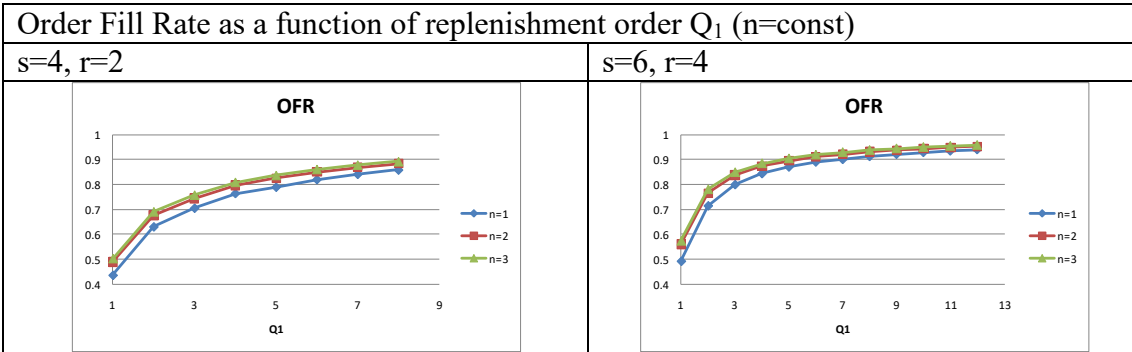 Order Fill Rate as a function of replenishment order Q₁ (n=const)
s=4, r=2
s=6, r=4
OFR
1
0.9
0.8
0.7
0.6
0.5
0.4
1 3 5 7 9
Q1
n=1
n=2
n=3
OFR
1
0.9
0.8
0.7
0.6
0.5
0.4
1 3 5 7 9 11 13
Q1
n=1
n=2
n=3